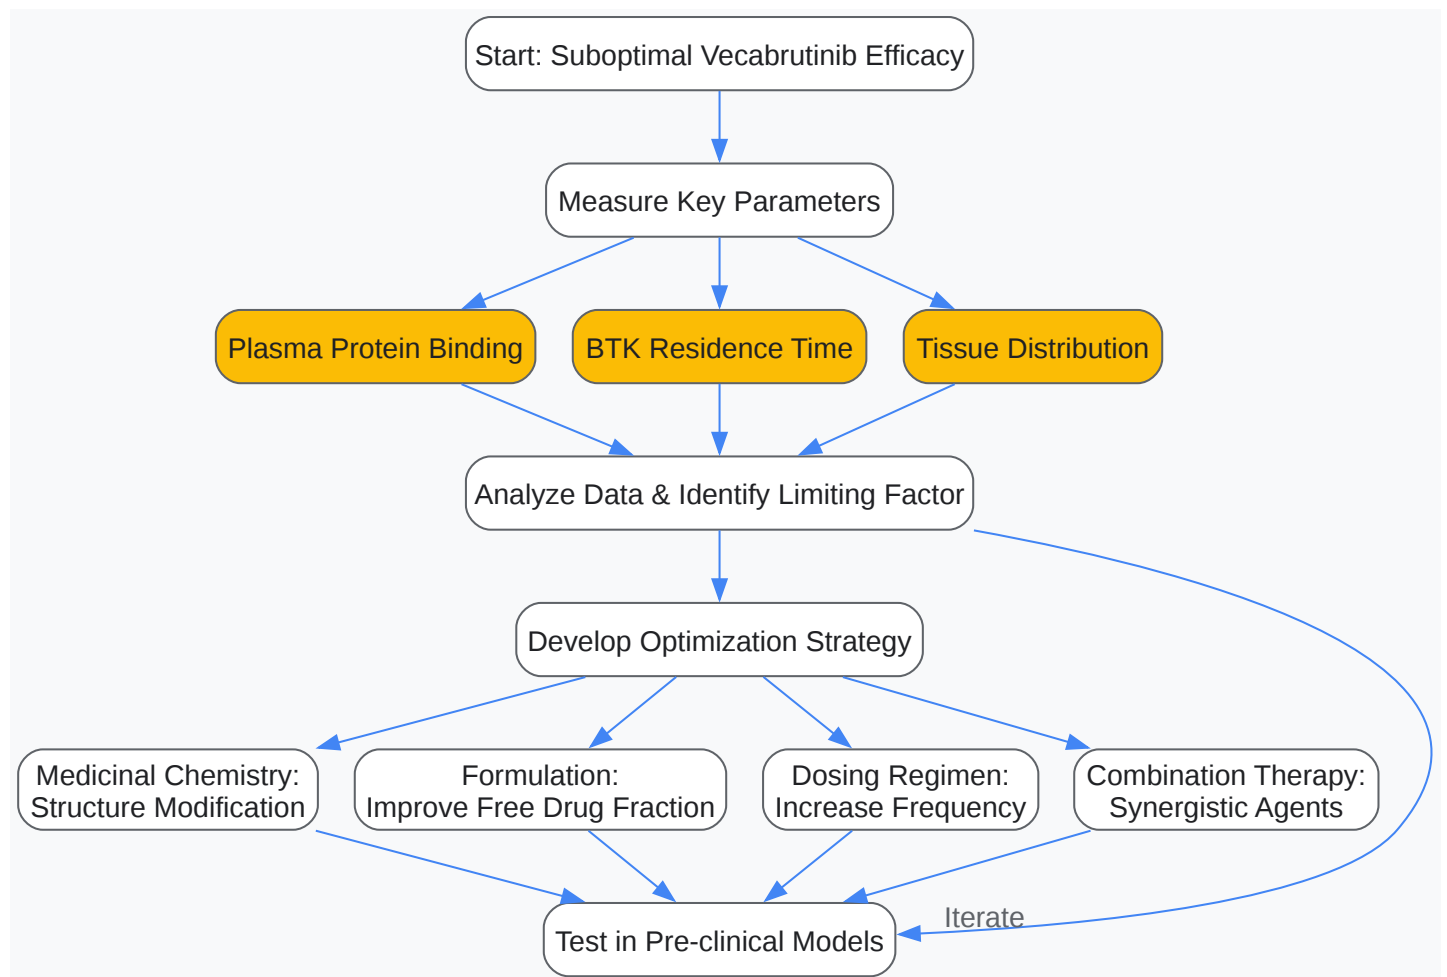 Start: Suboptimal Vecabrutinib Efficacy
Measure Key Parameters
Plasma Protein Binding
BTK Residence Time
Tissue Distribution
Analyze Data & Identify Limiting Factor
Develop Optimization Strategy
Medicinal Chemistry:
Structure Modification
Formulation:
Improve Free Drug Fraction
Dosing Regimen:
Increase Frequency
Combination Therapy:
Synergistic Agents
Iterate
Test in Pre-clinical Models